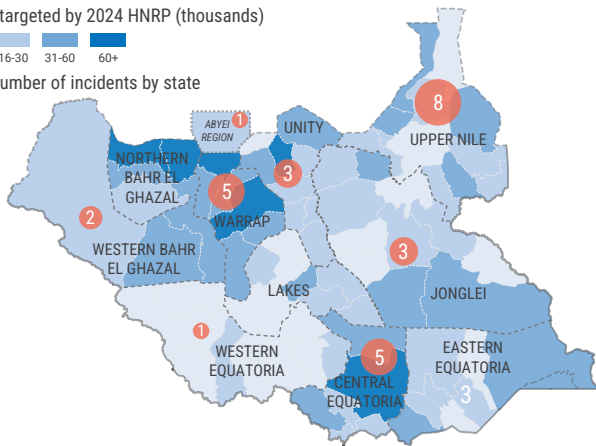 targeted by 2024 HNRP (thousands)
16-30 31-60 60+
umber of incidents by state
ABYEI
REGION
1
UNITY
8
UPPER NILE
NORTHERN
BAHR EL
GHAZAL
3
5
WARRAP
2
WESTERN BAHR
EL GHAZAL
3
LAKES
JONGLEI
1
WESTERN
EQUATORIA
5
CENTRAL
EQUATORIA
EASTERN
EQUATORIA
3